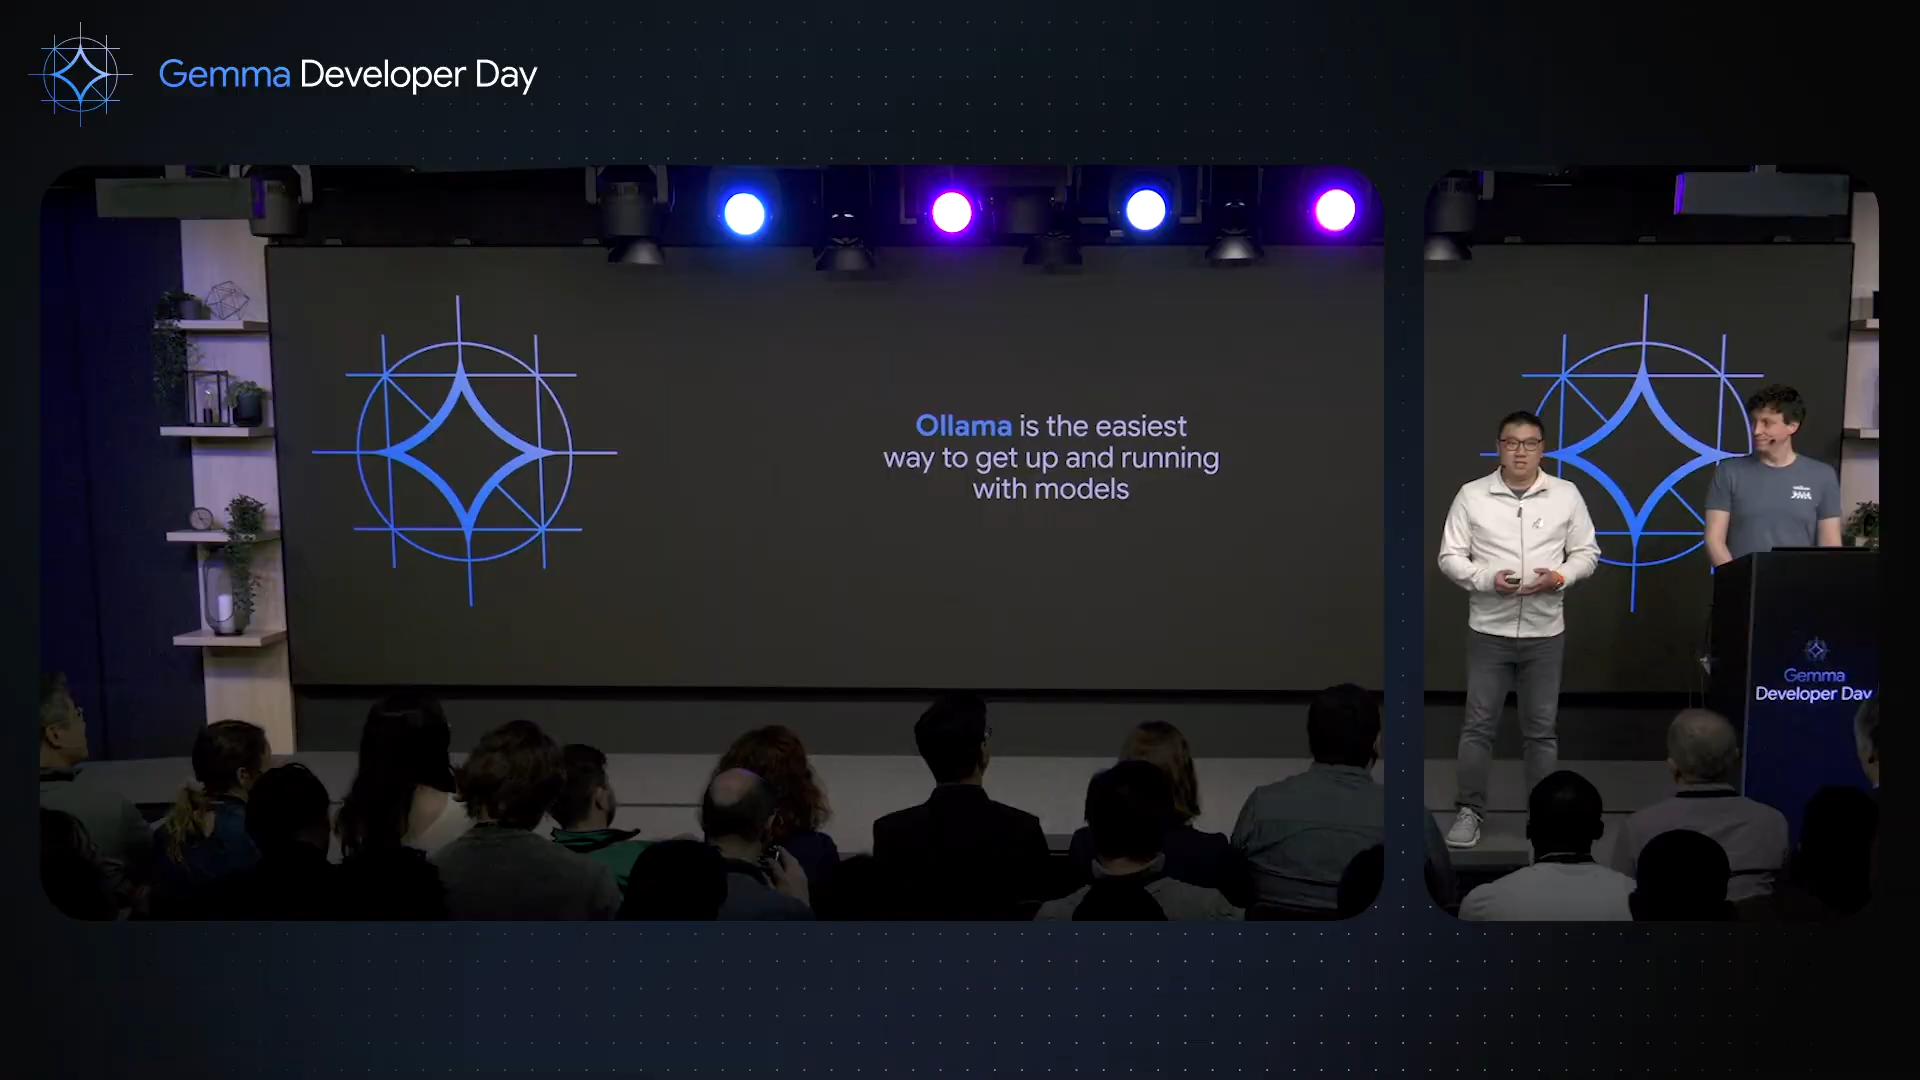 Gemma Developer Day
Ollama is the easiest
way to get up and running
with models
Gemma
Developer Day